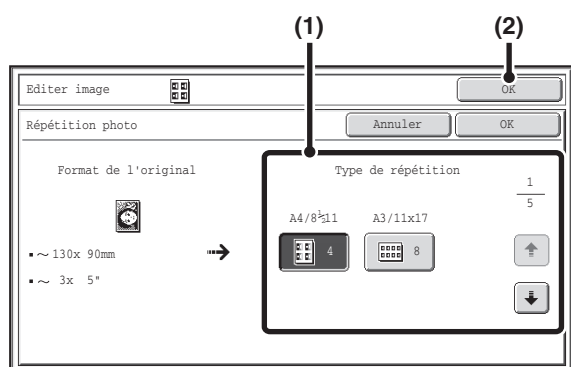 (1) (2)
Editer image OK
Répétition photo Annuler OK
Format de l'original Type de répétition
1
5
A4/8½11 A3/11x17
4 8
~ 130x 90mm
~ 3x 5"